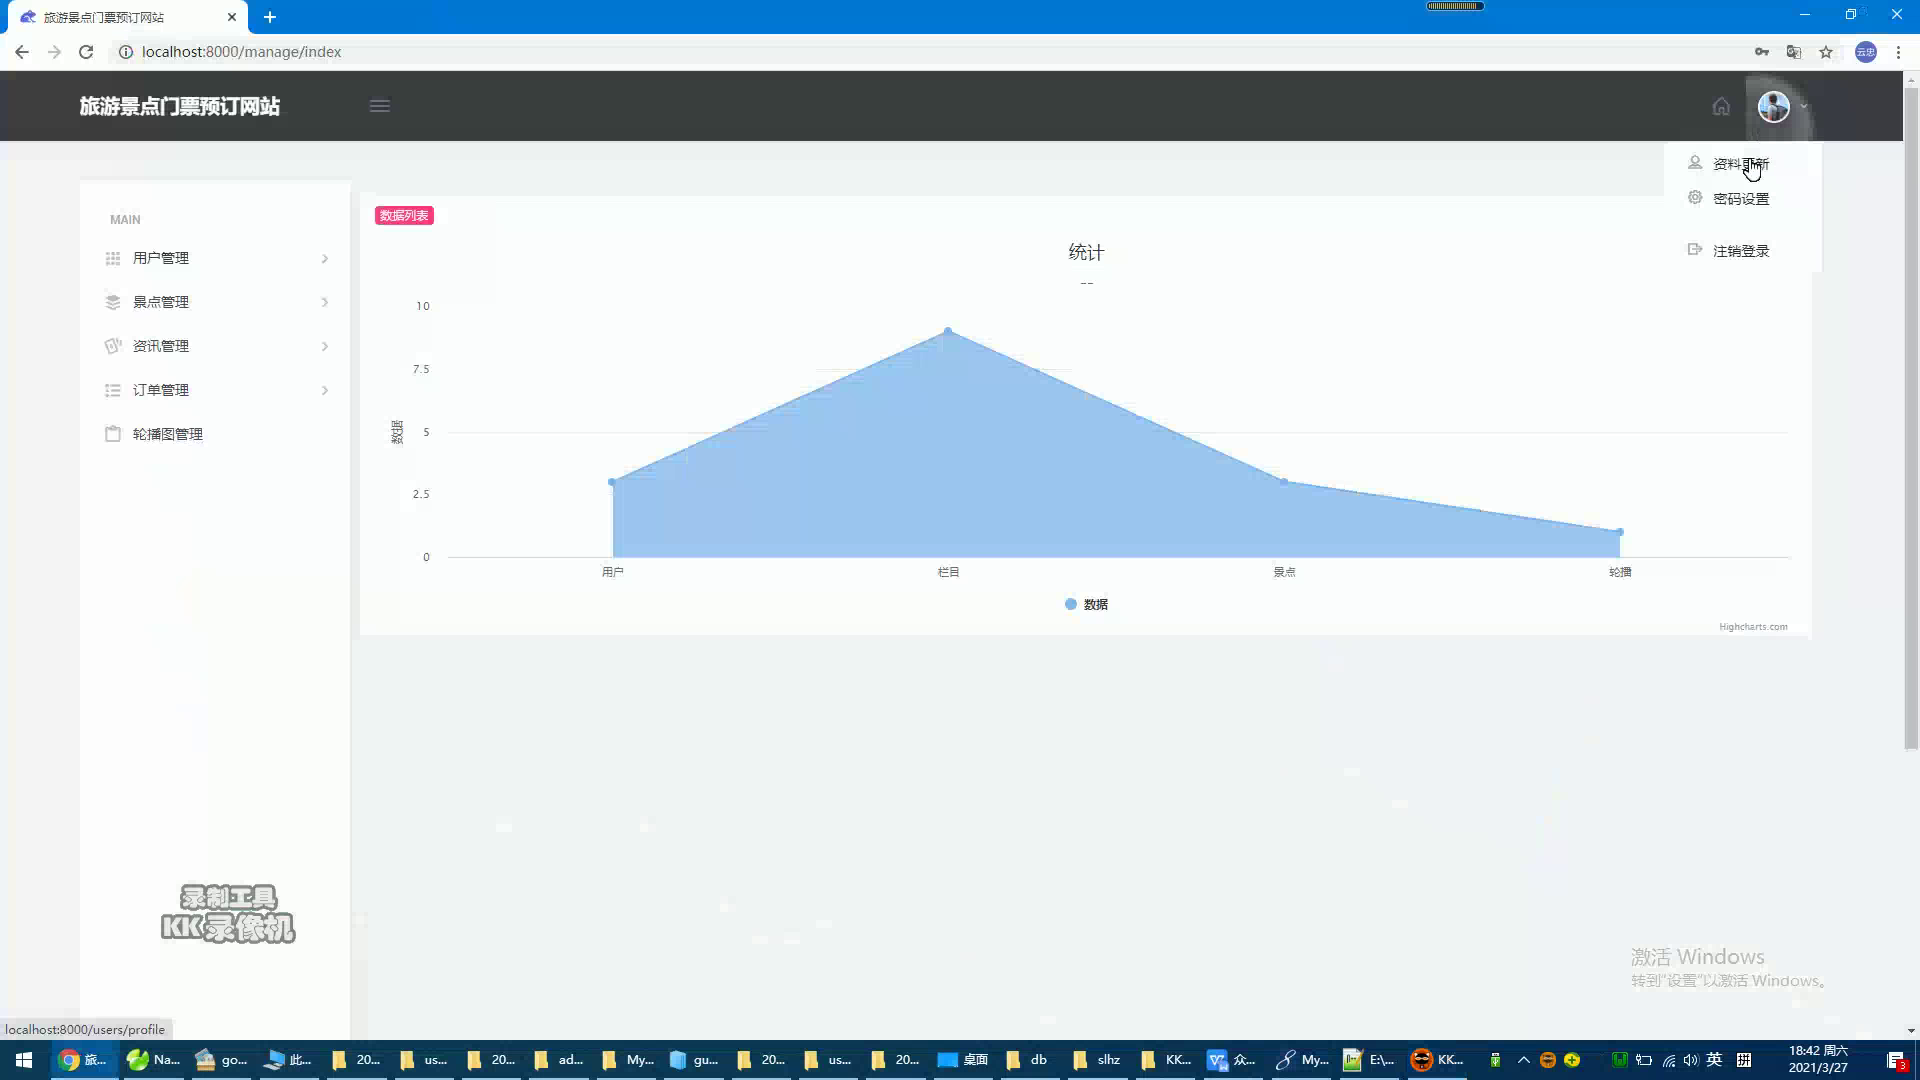 旅游景点门票预订网站
localhost:8000/manage/index
云忠
旅游景点门票预订网站
资料更新
密码设置
注销登录
MAIN
用户管理
景点管理
资讯管理
订单管理
轮播图管理
数据列表
统计
--
10
7.5
5
2.5
0
数据
用户
栏目
景点
轮播
数据
Highcharts.com
录制工具
KK录像机
激活 Windows
转到"设置"以激活 Windows。
localhost:8000/users/profile
旅...
Na...
go...
此...
20...
us...
20...
ad...
My...
gu...
20...
us...
20...
桌面
db
slhz
KK...
众...
My...
E:\...
KK...
英
拼
18:42 周六
2021/3/27
3